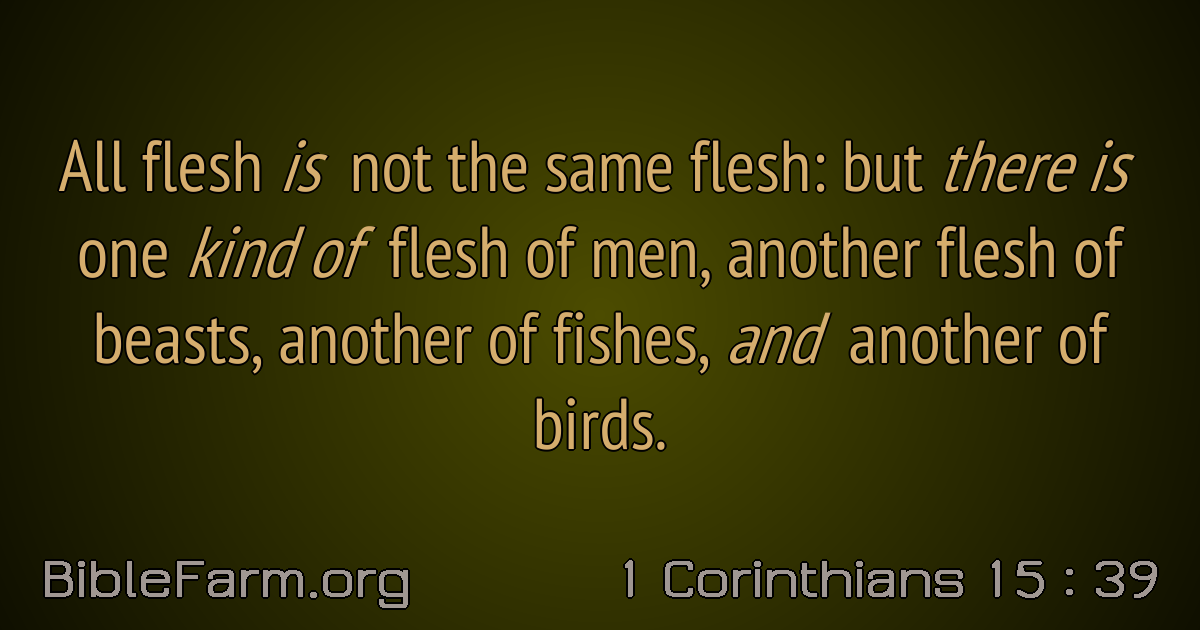 All flesh is not the same flesh: but there is
one kind of flesh of men, another flesh of
beasts, another of fishes, and another of
birds.
BibleFarm.org 1 Corinthians 15 : 39